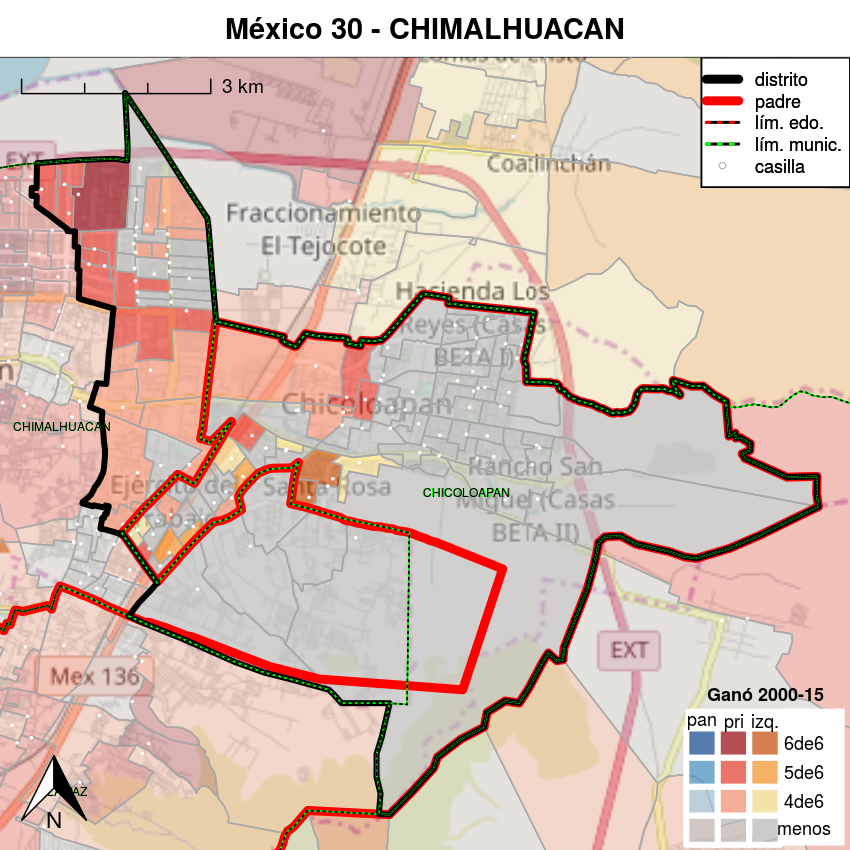 México 30 - CHIMALHUACAN
3 km
distrito
padre
lím. edo.
lím. munic.
casilla
EXT
Coatlinchán
Fraccionamiento
El Tejocote
Hacienda Los
Reyes (Casas
BETA I)
Chicoloapan
CHIMALHUACAN
Rancho San
Miguel (Casas
BETA II)
CHICOLOAPAN
Santa Rosa
Ejército del
EXT
Mex 136
N
Ganó 2000-15
pan pri izq.
6de6
5de6
4de6
menos